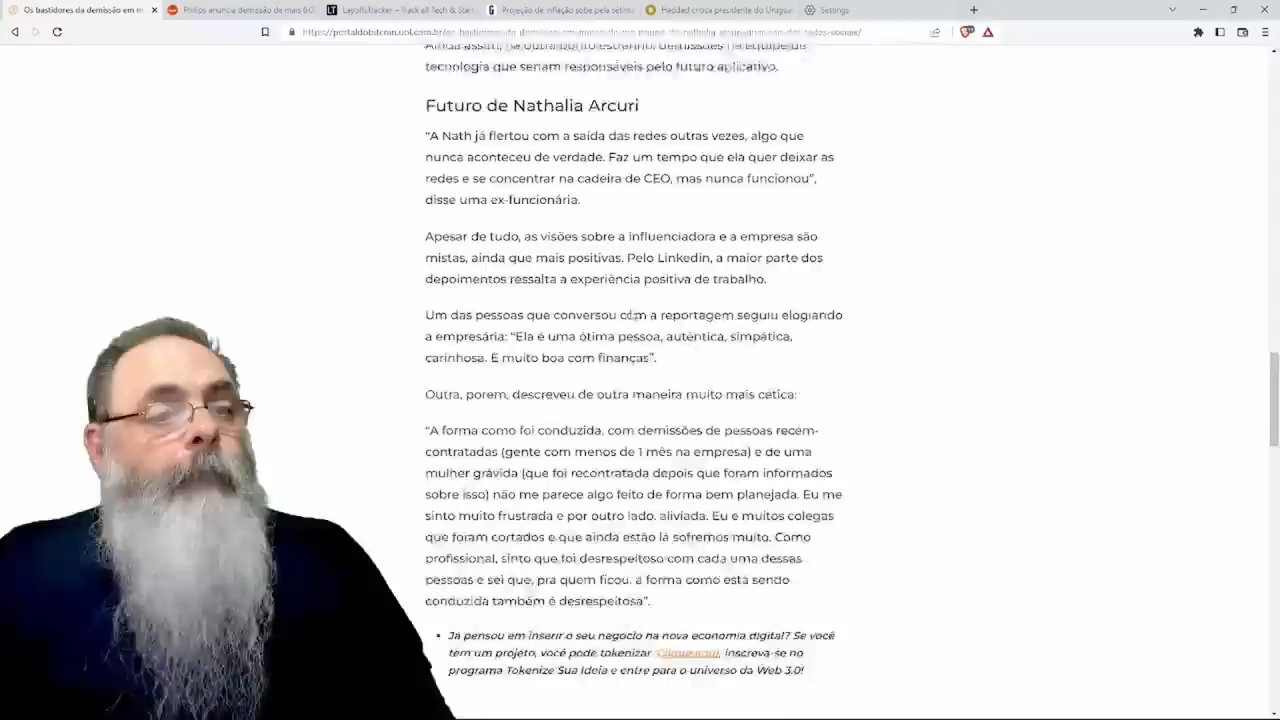 Os bastidores da demissão em m
Philips anuncia demissão de mais 6.0
LayoffsTracker – Track all Tech & Start
Projeção de inflação sobe pela sétima
Haddad critica presidente do Urugua
Settings
tecnologia que seriam responsáveis pelo futuro aplicativo.
Futuro de Nathalia Arcuri
“A Nath já flertou com a saída das redes outras vezes, algo que
nunca aconteceu de verdade. Faz um tempo que ela quer deixar as
redes e se concentrar na cadeira de CEO, mas nunca funcionou”,
disse uma ex-funcionária.
Apesar de tudo, as visões sobre a influenciadora e a empresa são
mistas, ainda que mais positivas. Pelo Linkedin, a maior parte dos
depoimentos ressalta a experiência positiva de trabalho.
Um das pessoas que conversou com a reportagem seguiu elogiando
a empresária: “Ela é uma ótima pessoa, autêntica, simpática,
carinhosa. E muito boa com finanças”.
Outra, porem, descreveu de outra maneira muito mais cética:
“A forma como foi conduzida, com demissões de pessoas recém-
contratadas (gente com menos de 1 mês na empresa) e de uma
mulher grávida (que foi recontratada depois que foram informados
sobre isso) não me parece algo feito de forma bem planejada. Eu me
sinto muito frustrada e por outro lado, aliviada. Eu e muitos colegas
que foram cortados e que ainda estão lá sofremos muito. Como
profissional, sinto que foi desrespeitoso com cada uma dessas
pessoas e sei que, pra quem ficou, a forma como está sendo
conduzida também é desrespeitosa”.
Já pensou em inserir o seu negócio na nova economia digital? Se você
tem um projeto, você pode tokenizar. Clique aqui, inscreva-se no
programa Tokenize Sua Ideia e entre para o universo da Web 3.0!